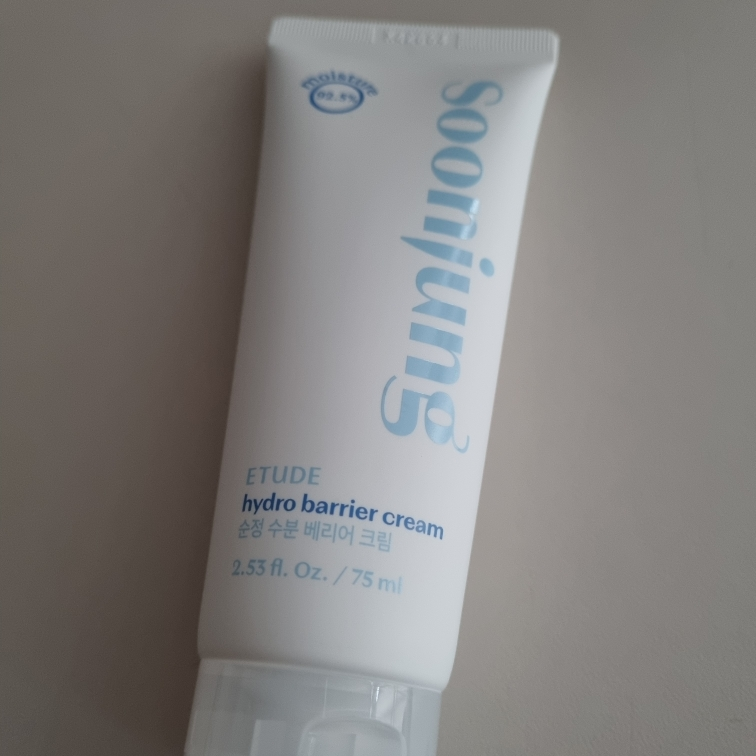 moisture
92.5%
soonjung
ETUDE
hydro barrier cream
순정 수분 베리어 크림
2.53 fl. Oz. / 75 ml